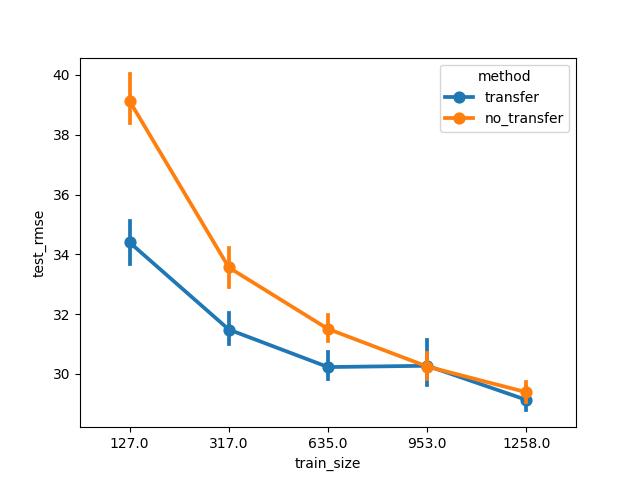 method
transfer
no_transfer
test_rmse
40
38
36
34
32
30
127.0 317.0 635.0 953.0 1258.0
train_size